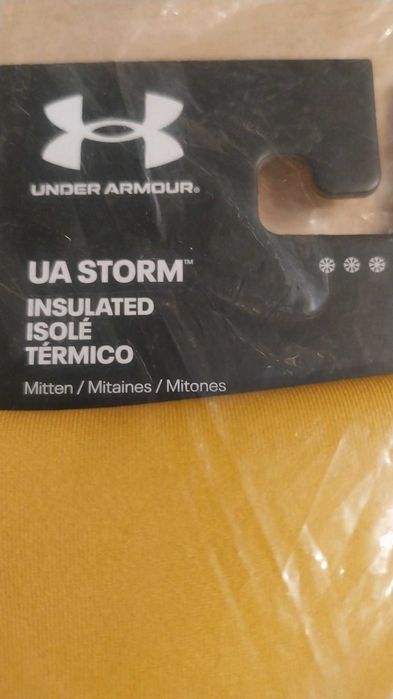 UNDER ARMOUR®
UA STORM™
INSULATED
ISOLÉ
TÉRMICO
Mitten / Mitaines / Mitones